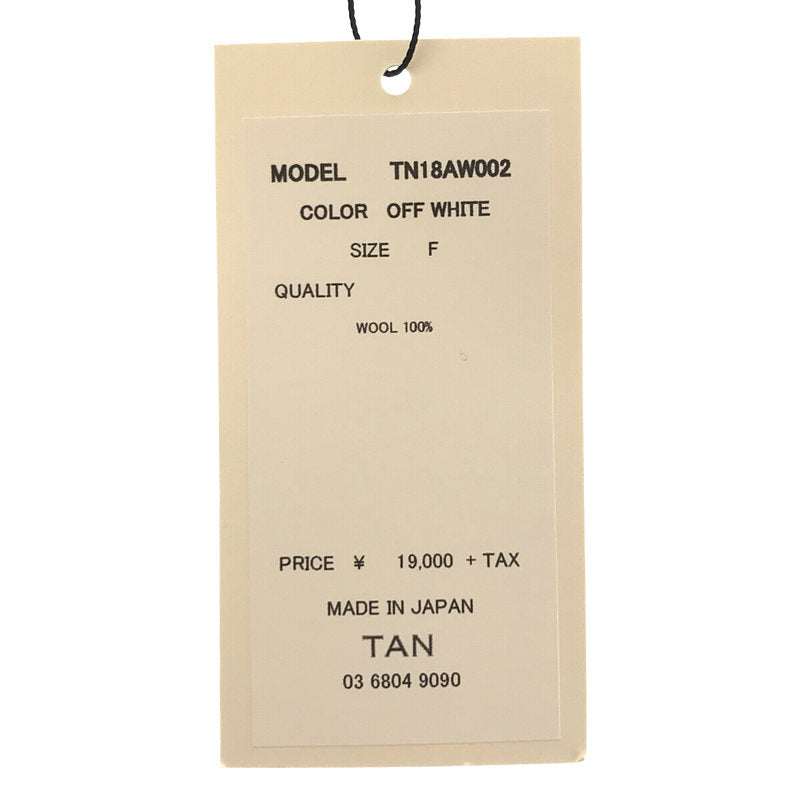 MODEL TN18AW002
COLOR OFF WHITE
SIZE F
QUALITY
WOOL 100%
PRICE ¥ 19,000 + TAX
MADE IN JAPAN
TAN
03 6804 9090